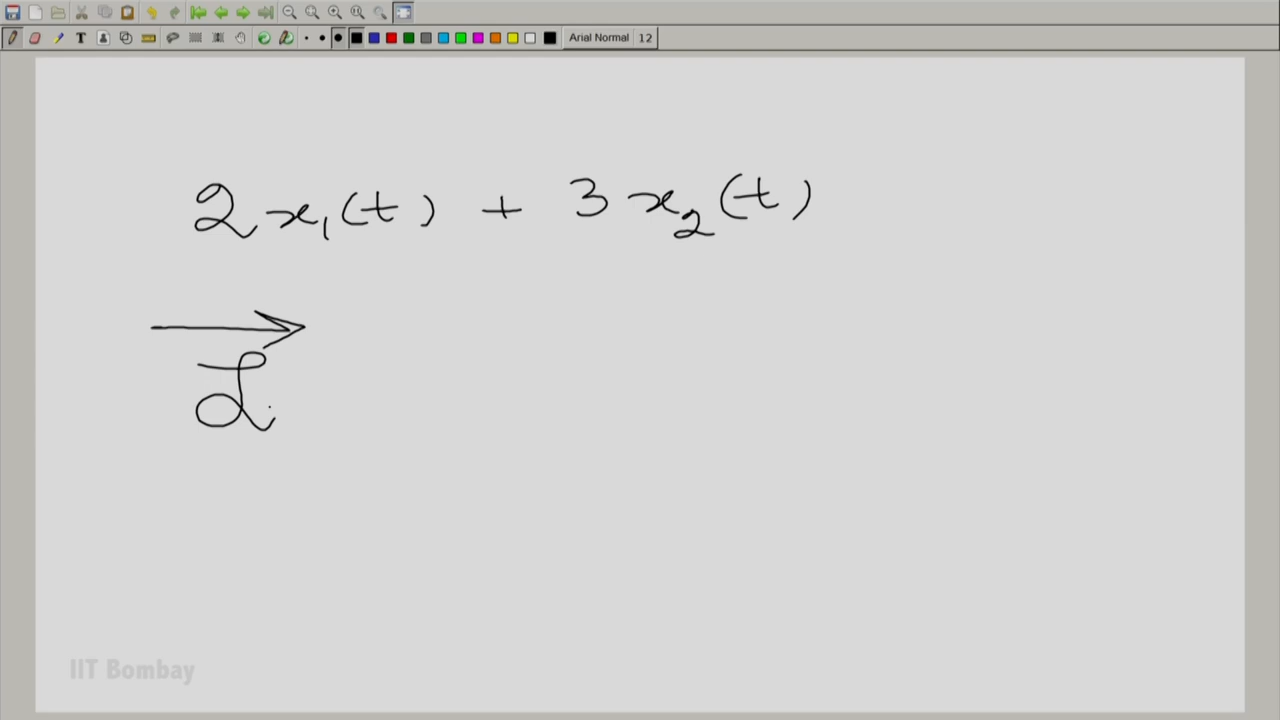 Arial Normal 12
2x₁(t) + 3x₂(t)
→
ℒ
IIT Bombay